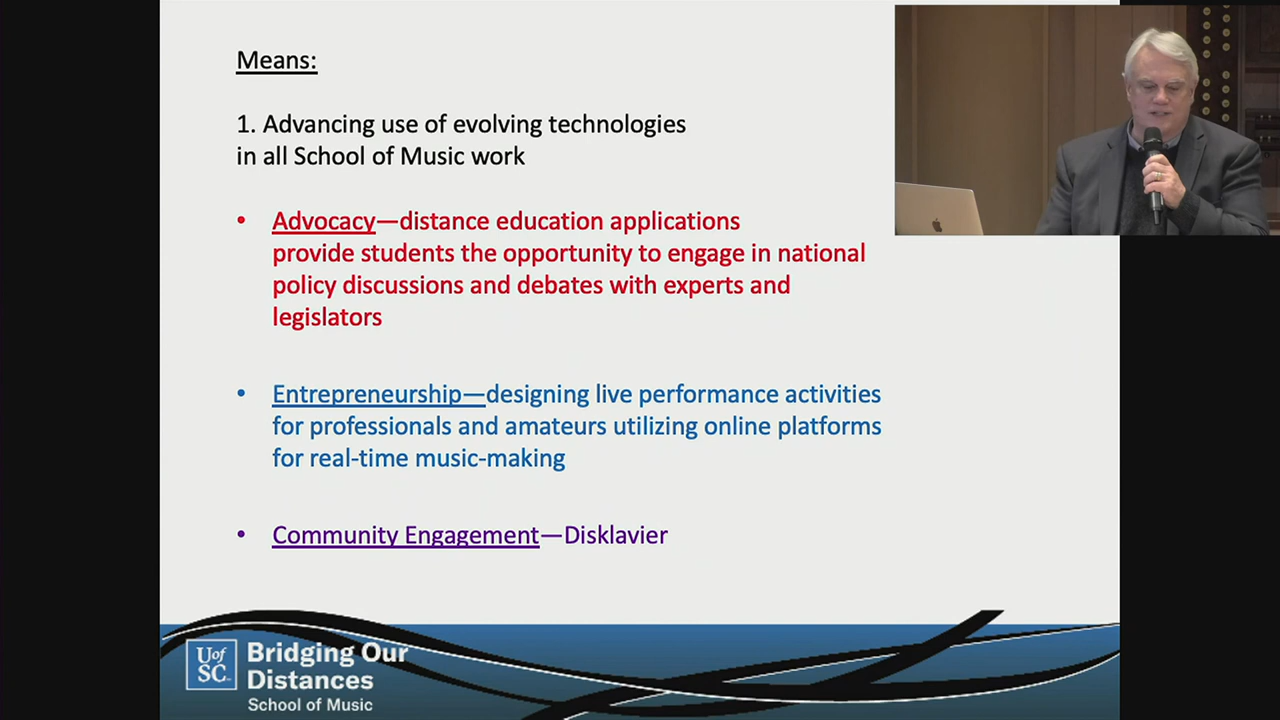 Means:
1. Advancing use of evolving technologies
in all School of Music work
• Advocacy—distance education applications
provide students the opportunity to engage in national
policy discussions and debates with experts and
legislators
• Entrepreneurship—designing live performance activities
for professionals and amateurs utilizing online platforms
for real-time music-making
• Community Engagement—Disklavier
UofSC
Bridging Our
Distances
School of Music